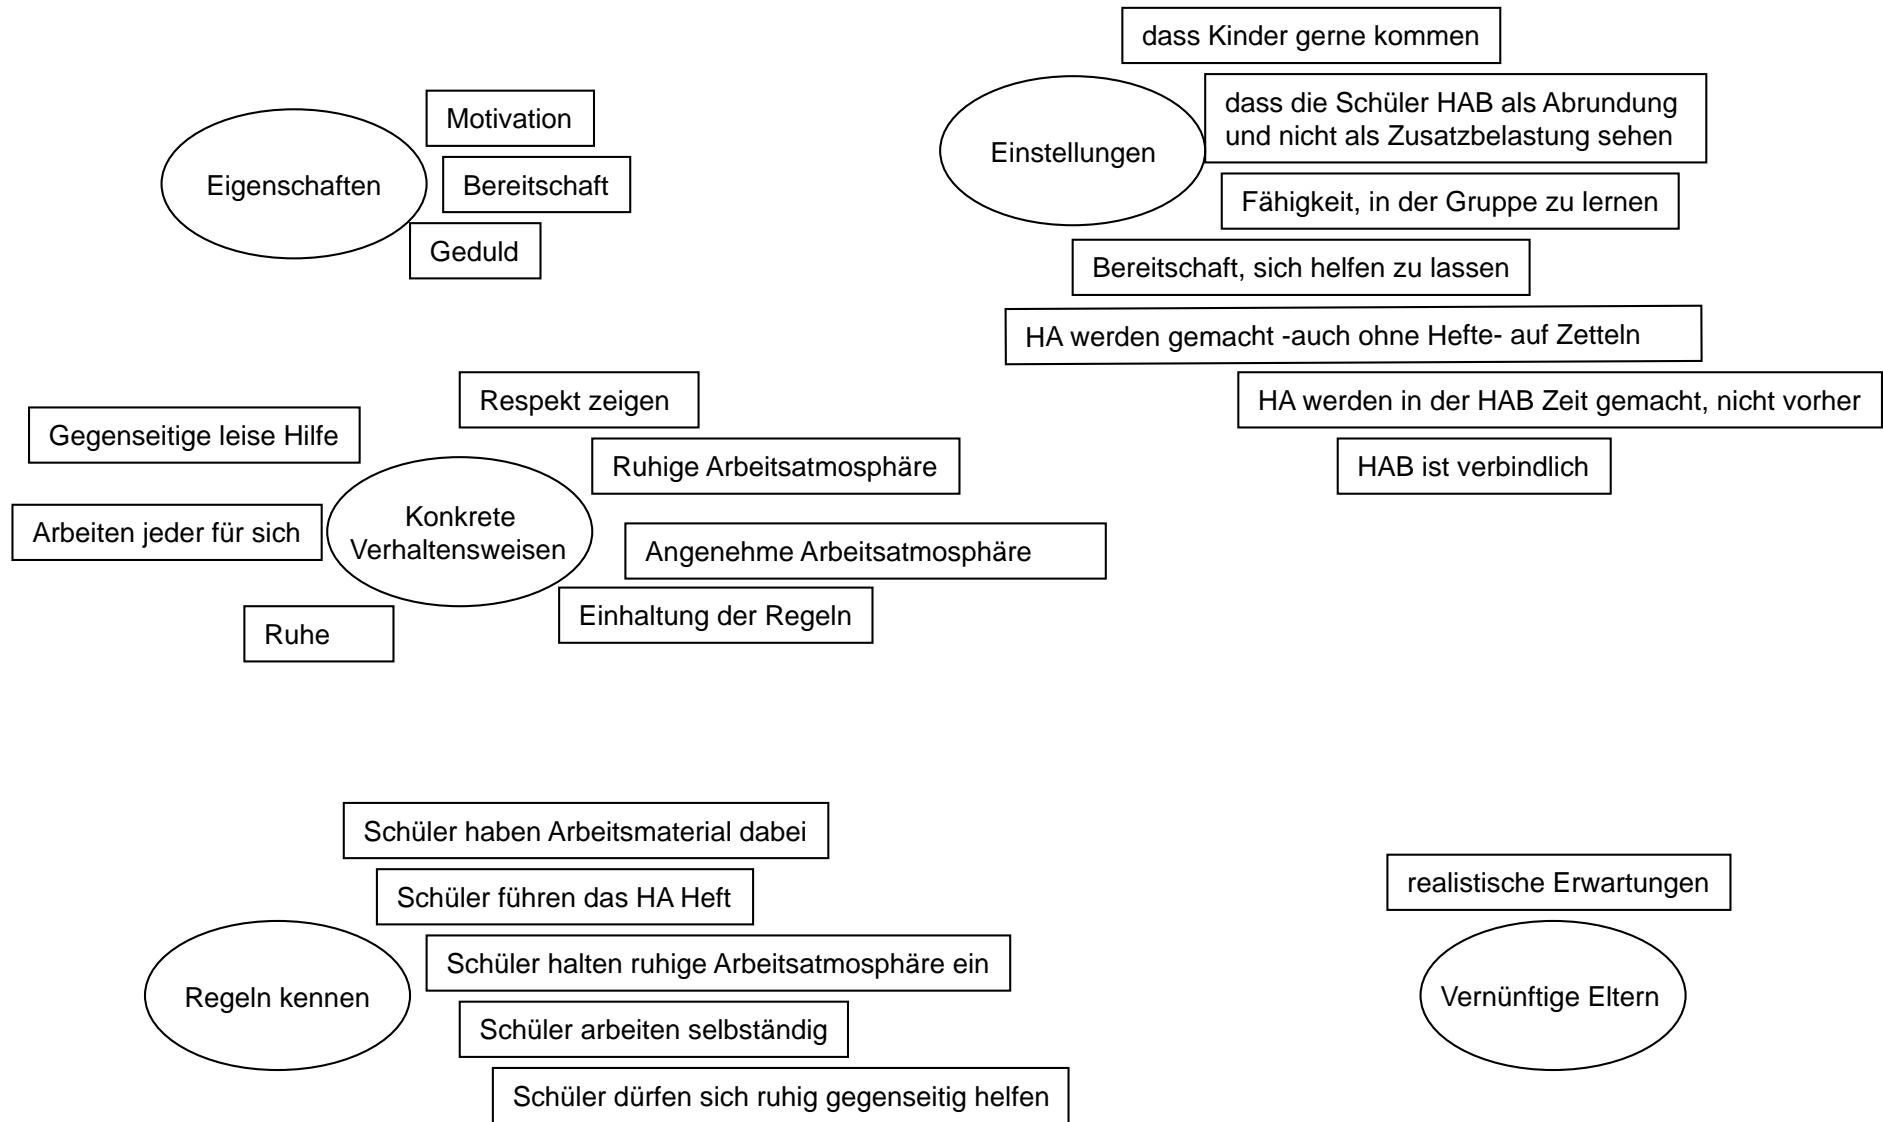 Eigenschaften
Motivation
Bereitschaft
Geduld
Einstellungen
dass Kinder gerne kommen
dass die Schüler HAB als Abrundung
und nicht als Zusatzbelastung sehen
Fähigkeit, in der Gruppe zu lernen
Bereitschaft, sich helfen zu lassen
HA werden gemacht -auch ohne Hefte- auf Zetteln
HA werden in der HAB Zeit gemacht, nicht vorher
HAB ist verbindlich
Konkrete
Verhaltensweisen
Respekt zeigen
Gegenseitige leise Hilfe
Ruhige Arbeitsatmosphäre
Arbeiten jeder für sich
Angenehme Arbeitsatmosphäre
Einhaltung der Regeln
Ruhe
Regeln kennen
Schüler haben Arbeitsmaterial dabei
Schüler führen das HA Heft
Schüler halten ruhige Arbeitsatmosphäre ein
Schüler arbeiten selbständig
Schüler dürfen sich ruhig gegenseitig helfen
realistische Erwartungen
Vernünftige Eltern